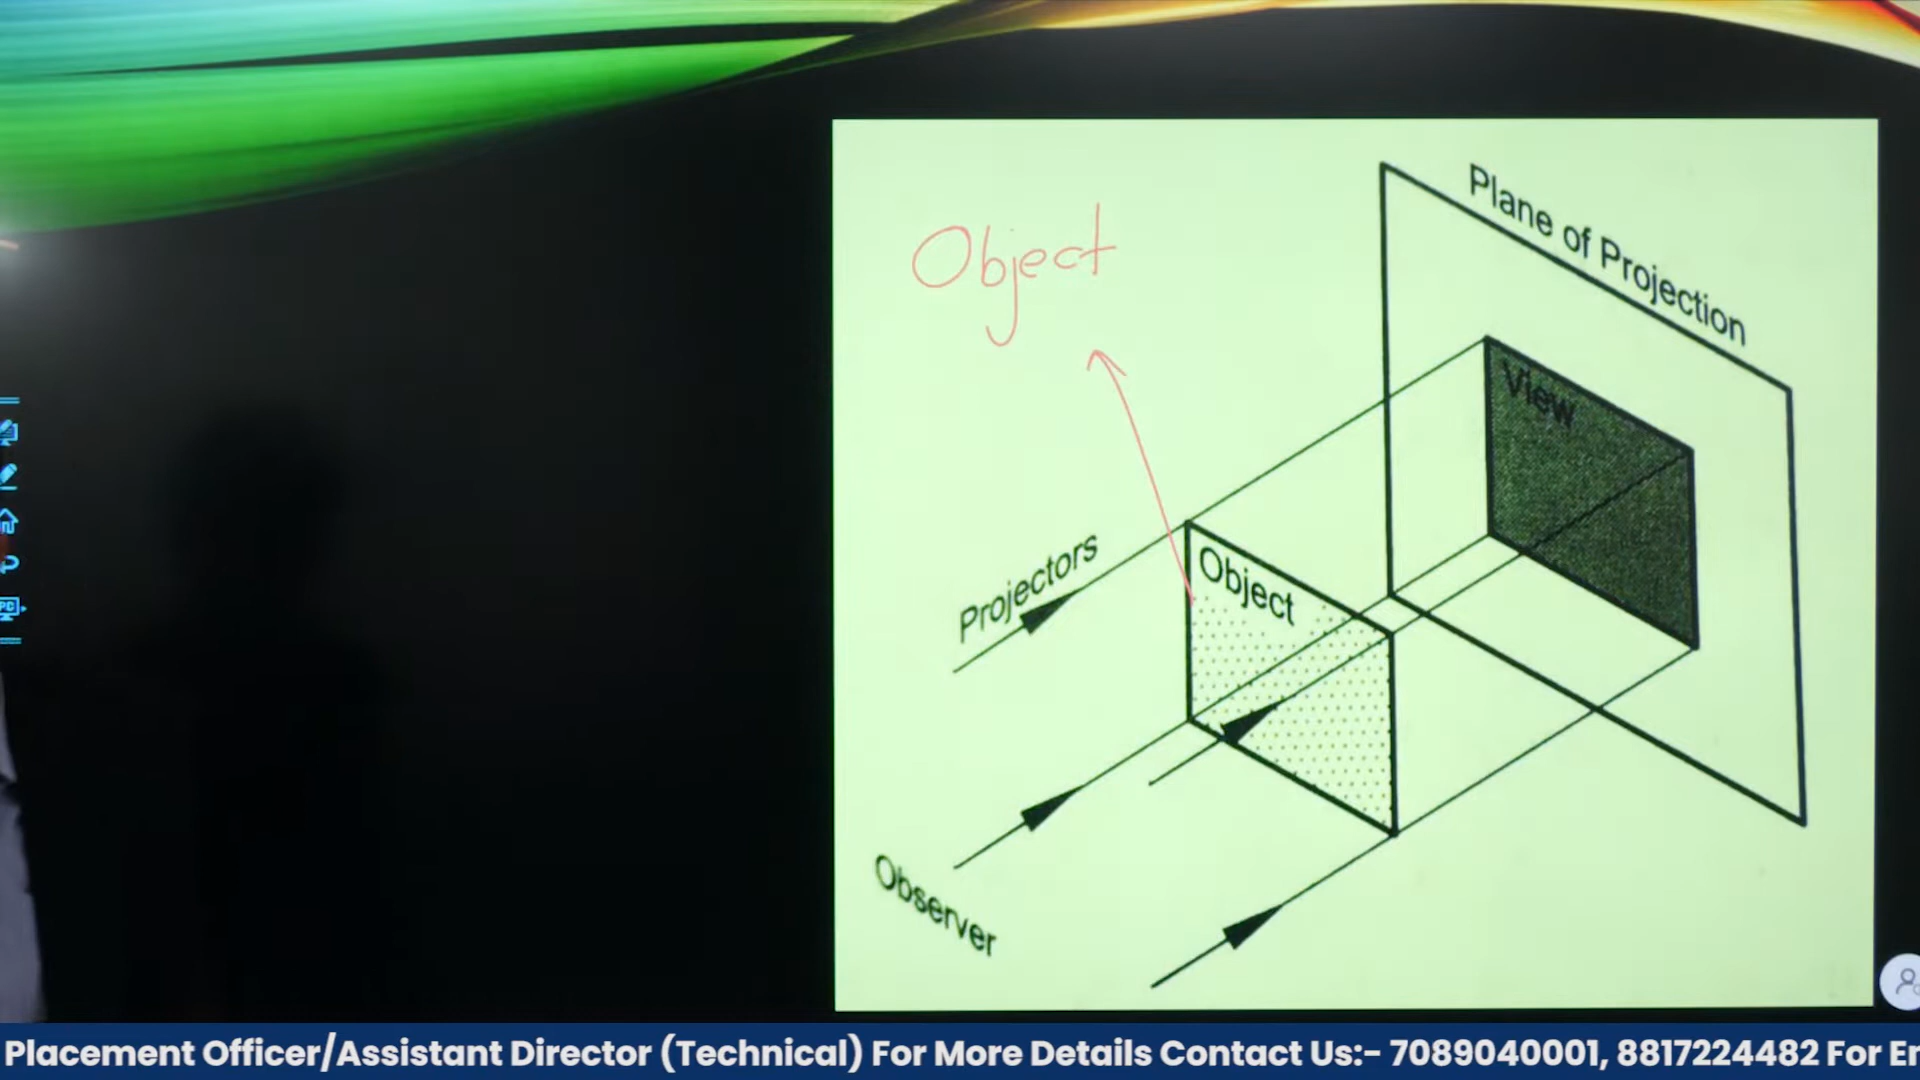 Plane of Projection
Object
View
Projectors
Object
Observer
PC
Placement Officer/Assistant Director (Technical) For More Details Contact Us:- 7089040001, 8817224482 For